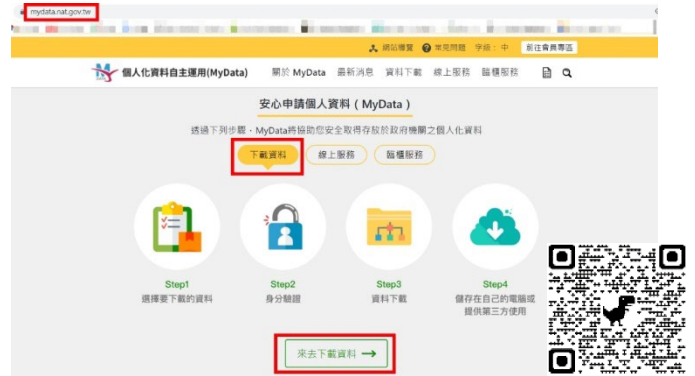 mydata.nat.gov.tw
網站導覽 常見問題 字級：中 前往會員專區
個人化資料自主運用(MyData) 關於 MyData 最新消息 資料下載 線上服務 臨櫃服務
安心申請個人資料（MyData）
透過下列步驟，MyData將協助您安全取得存放於政府機關之個人化資料
下載資料 線上服務 臨櫃服務
Step1 Step2 Step3 Step4
選擇要下載的資料 身分驗證 資料下載 儲存在自己的電腦或
提供第三方使用
來去下載資料 →